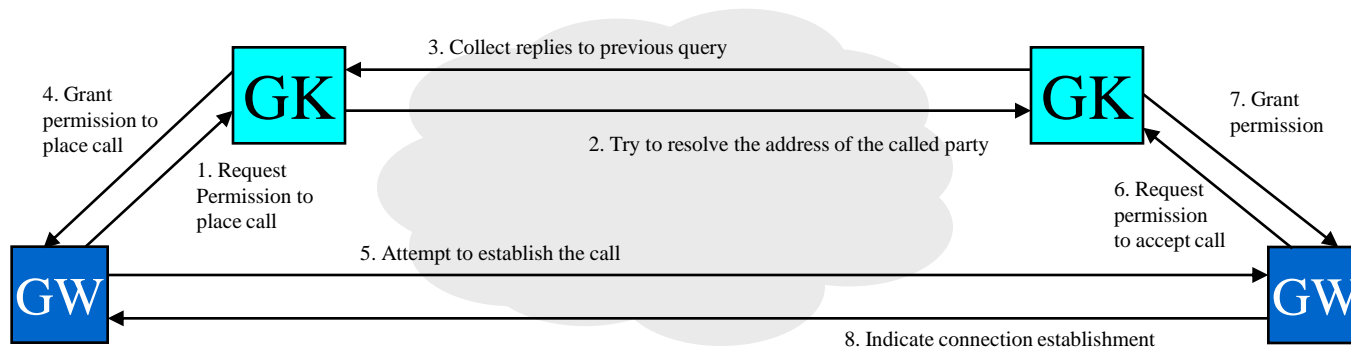 3. Collect replies to previous query
4. Grant
permission to
place call
GK
GK
7. Grant
permission
2. Try to resolve the address of the called party
1. Request
Permission to
place call
6. Request
permission
to accept call
5. Attempt to establish the call
GW
GW
8. Indicate connection establishment